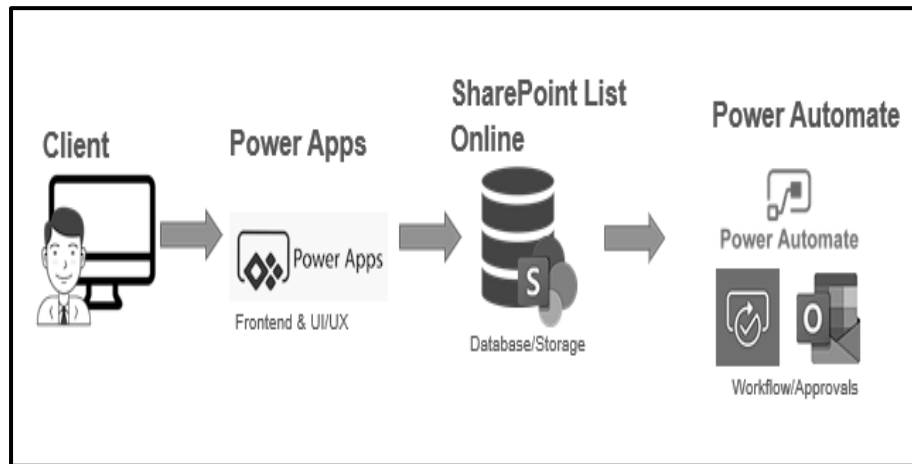 Client
Power Apps
Power Apps
Frontend & UI/UX
SharePoint List
Online
S
Database/Storage
Power Automate
Power Automate
O
Workflow/Approvals